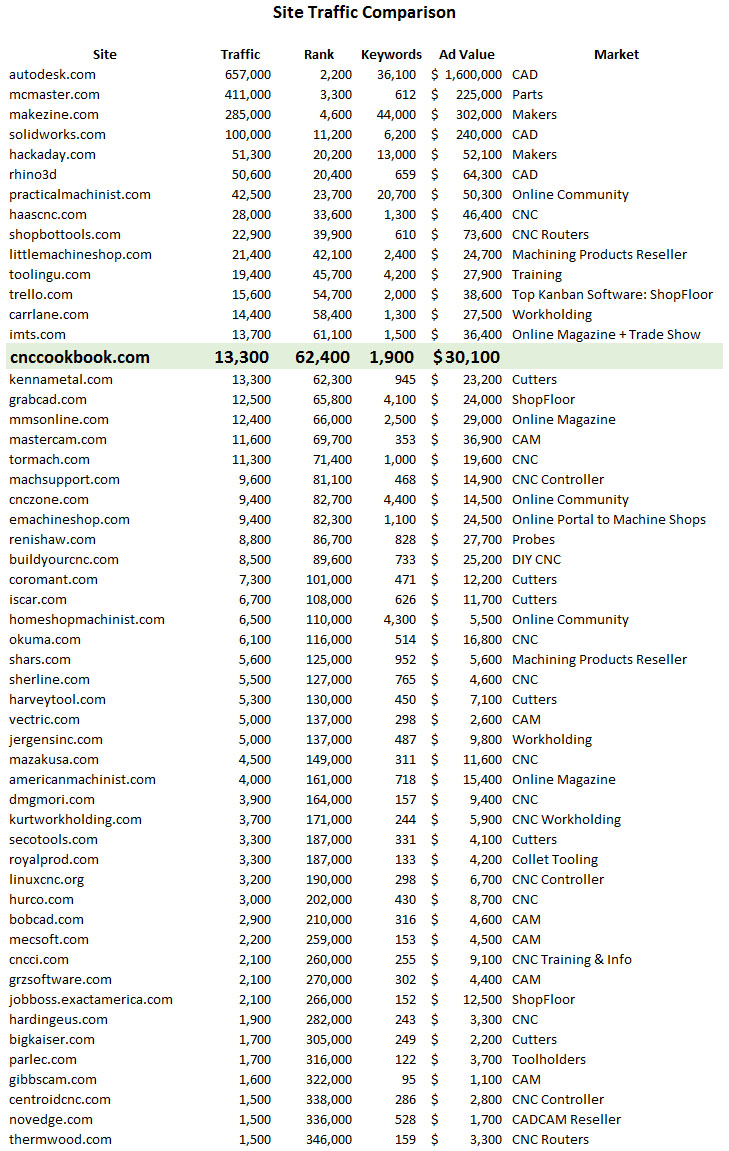 Site Traffic Comparison
Site Traffic Rank Keywords Ad Value Market
autodesk.com 657,000 2,200 36,100 $ 1,600,000 CAD
mcmaster.com 411,000 3,300 612 $ 225,000 Parts
makezine.com 285,000 4,600 44,000 $ 302,000 Makers
solidworks.com 100,000 11,200 6,200 $ 240,000 CAD
hackaday.com 51,300 20,200 13,000 $ 52,100 Makers
rhino3d 50,600 20,400 659 $ 64,300 CAD
practicalmachinist.com 42,500 23,700 20,700 $ 50,300 Online Community
haascnc.com 28,000 33,600 1,300 $ 46,400 CNC
shopbottools.com 22,900 39,900 610 $ 73,600 CNC Routers
littlemachineshop.com 21,400 42,100 2,400 $ 24,700 Machining Products Reseller
toolingu.com 19,400 45,700 4,200 $ 27,900 Training
trello.com 15,600 54,700 2,000 $ 38,600 Top Kanban Software: ShopFloor
carrlane.com 14,400 58,400 1,300 $ 27,500 Workholding
imts.com 13,700 61,100 1,500 $ 36,400 Online Magazine + Trade Show
cnccookbook.com 13,300 62,400 1,900 $ 30,100
kennametal.com 13,300 62,300 945 $ 23,200 Cutters
grabcad.com 12,500 65,800 4,100 $ 24,000 ShopFloor
mmsonline.com 12,400 66,000 2,500 $ 29,000 Online Magazine
mastercam.com 11,600 69,700 353 $ 36,900 CAM
tormach.com 11,300 71,400 1,000 $ 19,600 CNC
machsupport.com 9,600 81,100 468 $ 14,900 CNC Controller
cnczone.com 9,400 82,700 4,400 $ 14,500 Online Community
emachineshop.com 9,400 82,300 1,100 $ 24,500 Online Portal to Machine Shops
renishaw.com 8,800 86,700 828 $ 27,700 Probes
buildyourcnc.com 8,500 89,600 733 $ 25,200 DIY CNC
coromant.com 7,300 101,000 471 $ 12,200 Cutters
iscar.com 6,700 108,000 626 $ 11,700 Cutters
homeshopmachinist.com 6,500 110,000 4,300 $ 5,500 Online Community
okuma.com 6,100 116,000 514 $ 16,800 CNC
shars.com 5,600 125,000 952 $ 5,600 Machining Products Reseller
sherline.com 5,500 127,000 765 $ 4,600 CNC
harveytool.com 5,300 130,000 450 $ 7,100 Cutters
vectric.com 5,000 137,000 298 $ 2,600 CAM
jergensinc.com 5,000 137,000 487 $ 9,800 Workholding
mazakusa.com 4,500 149,000 311 $ 11,600 CNC
americanmachinist.com 4,000 161,000 718 $ 15,400 Online Magazine
dmgmori.com 3,900 164,000 157 $ 9,400 CNC
kurtworkholding.com 3,700 171,000 244 $ 5,900 CNC Workholding
secotools.com 3,300 187,000 331 $ 4,100 Cutters
royalprod.com 3,300 187,000 133 $ 4,200 Collet Tooling
linuxcnc.org 3,200 190,000 298 $ 6,700 CNC Controller
hurco.com 3,000 202,000 430 $ 8,700 CNC
bobcad.com 2,900 210,000 316 $ 4,600 CAM
mecsoft.com 2,200 259,000 153 $ 4,500 CAM
cncci.com 2,100 260,000 255 $ 9,100 CNC Training & Info
grzsoftware.com 2,100 270,000 302 $ 4,400 CAM
jobboss.exactamerica.com 2,100 266,000 152 $ 12,500 ShopFloor
hardingeus.com 1,900 282,000 243 $ 3,300 CNC
bigkaiser.com 1,700 305,000 249 $ 2,200 Cutters
parlec.com 1,700 316,000 122 $ 3,700 Toolholders
gibbscam.com 1,600 322,000 95 $ 1,100 CAM
centroidcnc.com 1,500 338,000 286 $ 2,800 CNC Controller
novedge.com 1,500 336,000 528 $ 1,700 CADCAM Reseller
thermwood.com 1,500 346,000 159 $ 3,300 CNC Routers